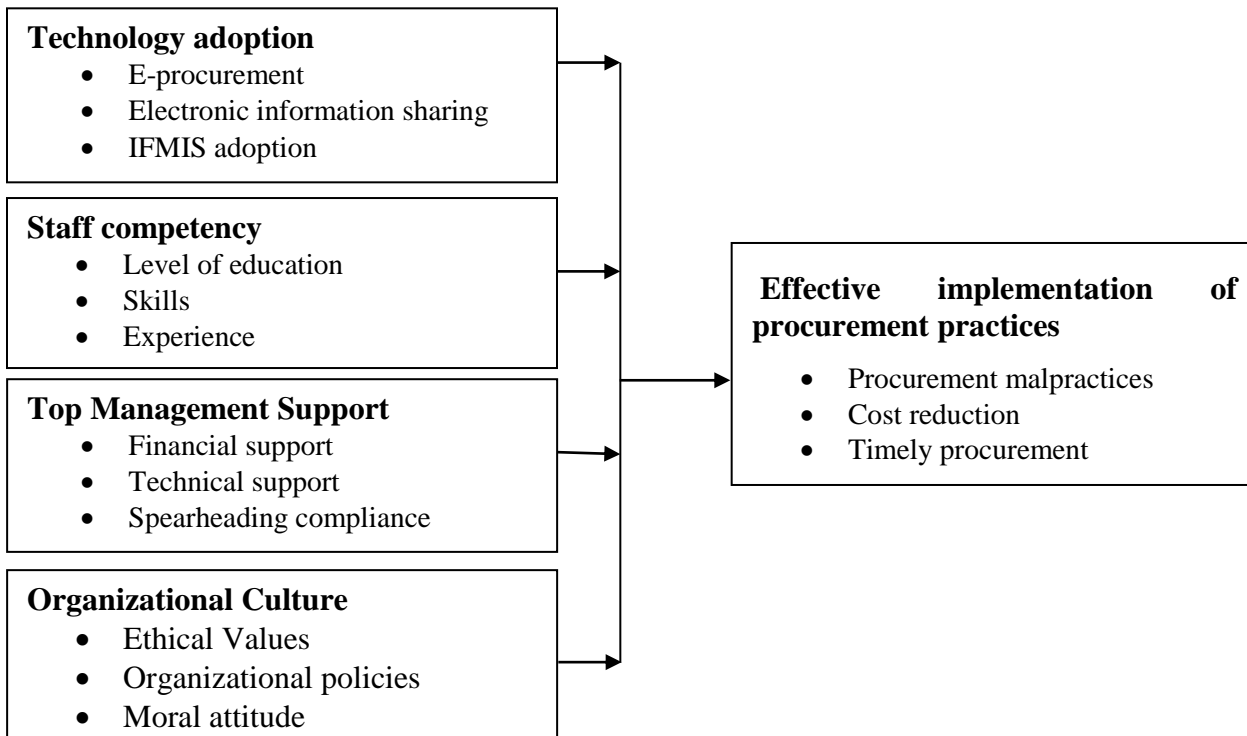 Technology adoption
• E-procurement
• Electronic information sharing
• IFMIS adoption
Staff competency
• Level of education
• Skills
• Experience
Top Management Support
• Financial support
• Technical support
• Spearheading compliance
Organizational Culture
• Ethical Values
• Organizational policies
• Moral attitude
Effective implementation of
procurement practices
• Procurement malpractices
• Cost reduction
• Timely procurement